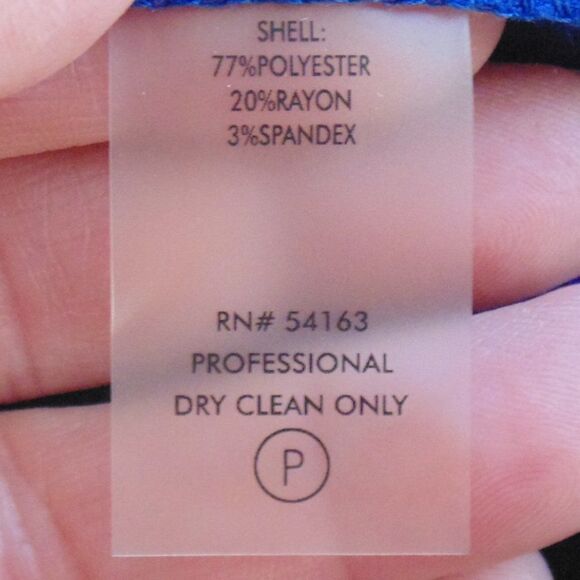 SHELL:
77%POLYESTER
20%RAYON
3%SPANDEX
RN# 54163
PROFESSIONAL
DRY CLEAN ONLY
P